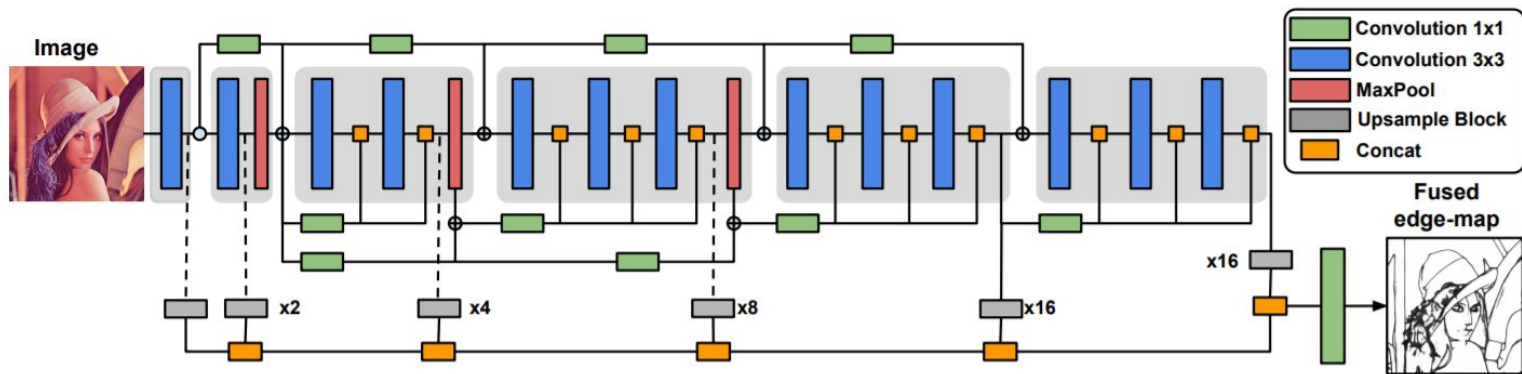 Image
Convolution 1x1
Convolution 3x3
MaxPool
Upsample Block
Concat
Fused
edge-map
x16
x2
x4
x8
x16